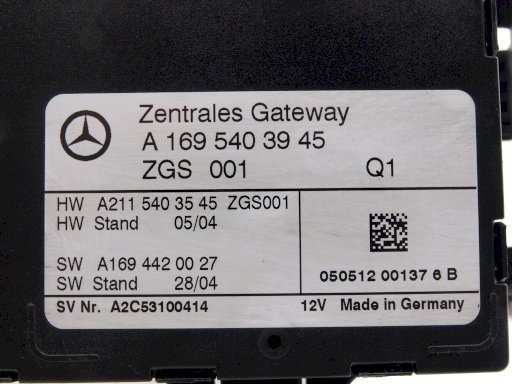 Zentrales Gateway
A 169 540 39 45
ZGS 001 Q1
HW A211 540 35 45 ZGS001
HW Stand 05/04
SW A169 442 00 27
SW Stand 28/04
050512 00137 6 B
SV Nr. A2C53100414 12V Made in Germany